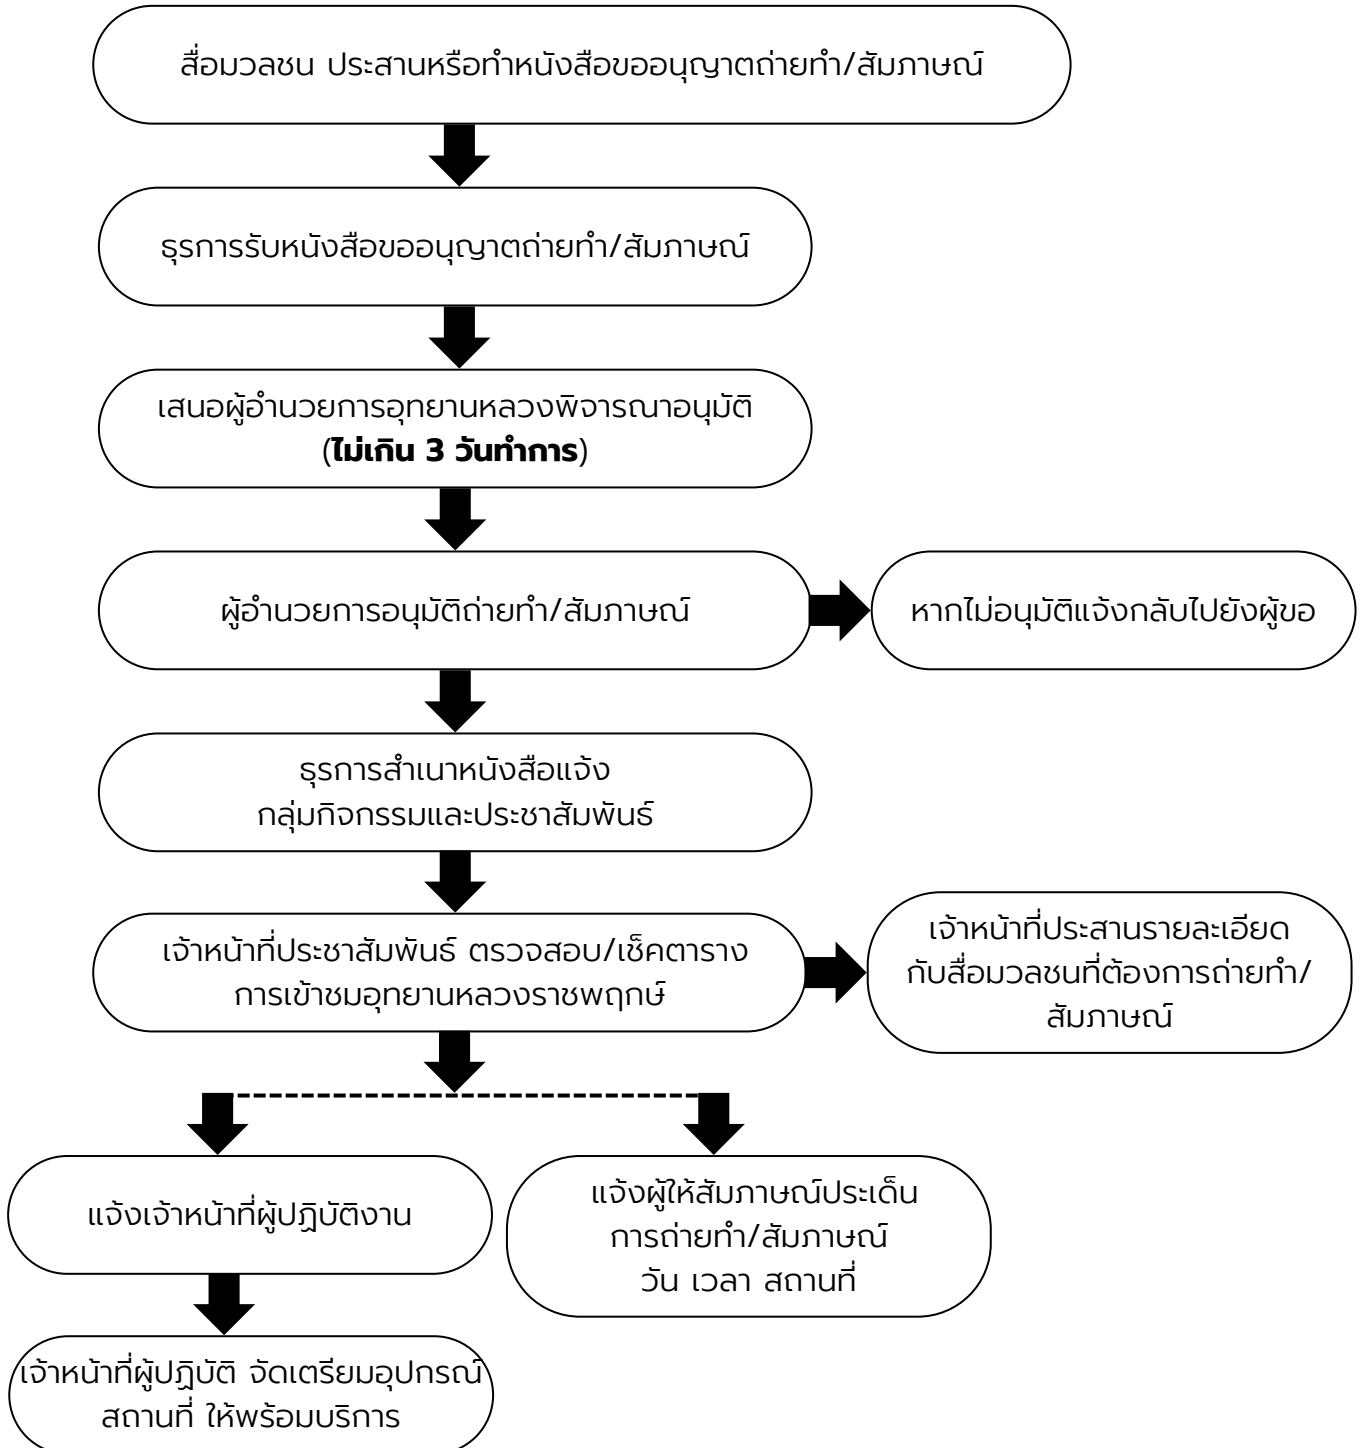 สื่อมวลชน ประสานหรือทำหนังสือขออนุญาตถ่ายทำ/สัมภาษณ์
ธุรการรับหนังสือขออนุญาตถ่ายทำ/สัมภาษณ์
เสนอผู้อำนวยการอุทยานหลวงพิจารณาอนุมัติ
(ไม่เกิน 3 วันทำการ)
ผู้อำนวยการอนุมัติถ่ายทำ/สัมภาษณ์
หากไม่อนุมัติแจ้งกลับไปยังผู้ขอ
ธุรการสำเนาหนังสือแจ้ง
กลุ่มกิจกรรมและประชาสัมพันธ์
เจ้าหน้าที่ประชาสัมพันธ์ ตรวจสอบ/เช็คตาราง
การเข้าชมอุทยานหลวงราชพฤกษ์
เจ้าหน้าที่ประสานรายละเอียด
กับสื่อมวลชนที่ต้องการถ่ายทำ/
สัมภาษณ์
แจ้งเจ้าหน้าที่ผู้ปฏิบัติงาน
แจ้งผู้ให้สัมภาษณ์ประเด็น
การถ่ายทำ/สัมภาษณ์
วัน เวลา สถานที่
เจ้าหน้าที่ผู้ปฏิบัติ จัดเตรียมอุปกรณ์
สถานที่ ให้พร้อมบริการ